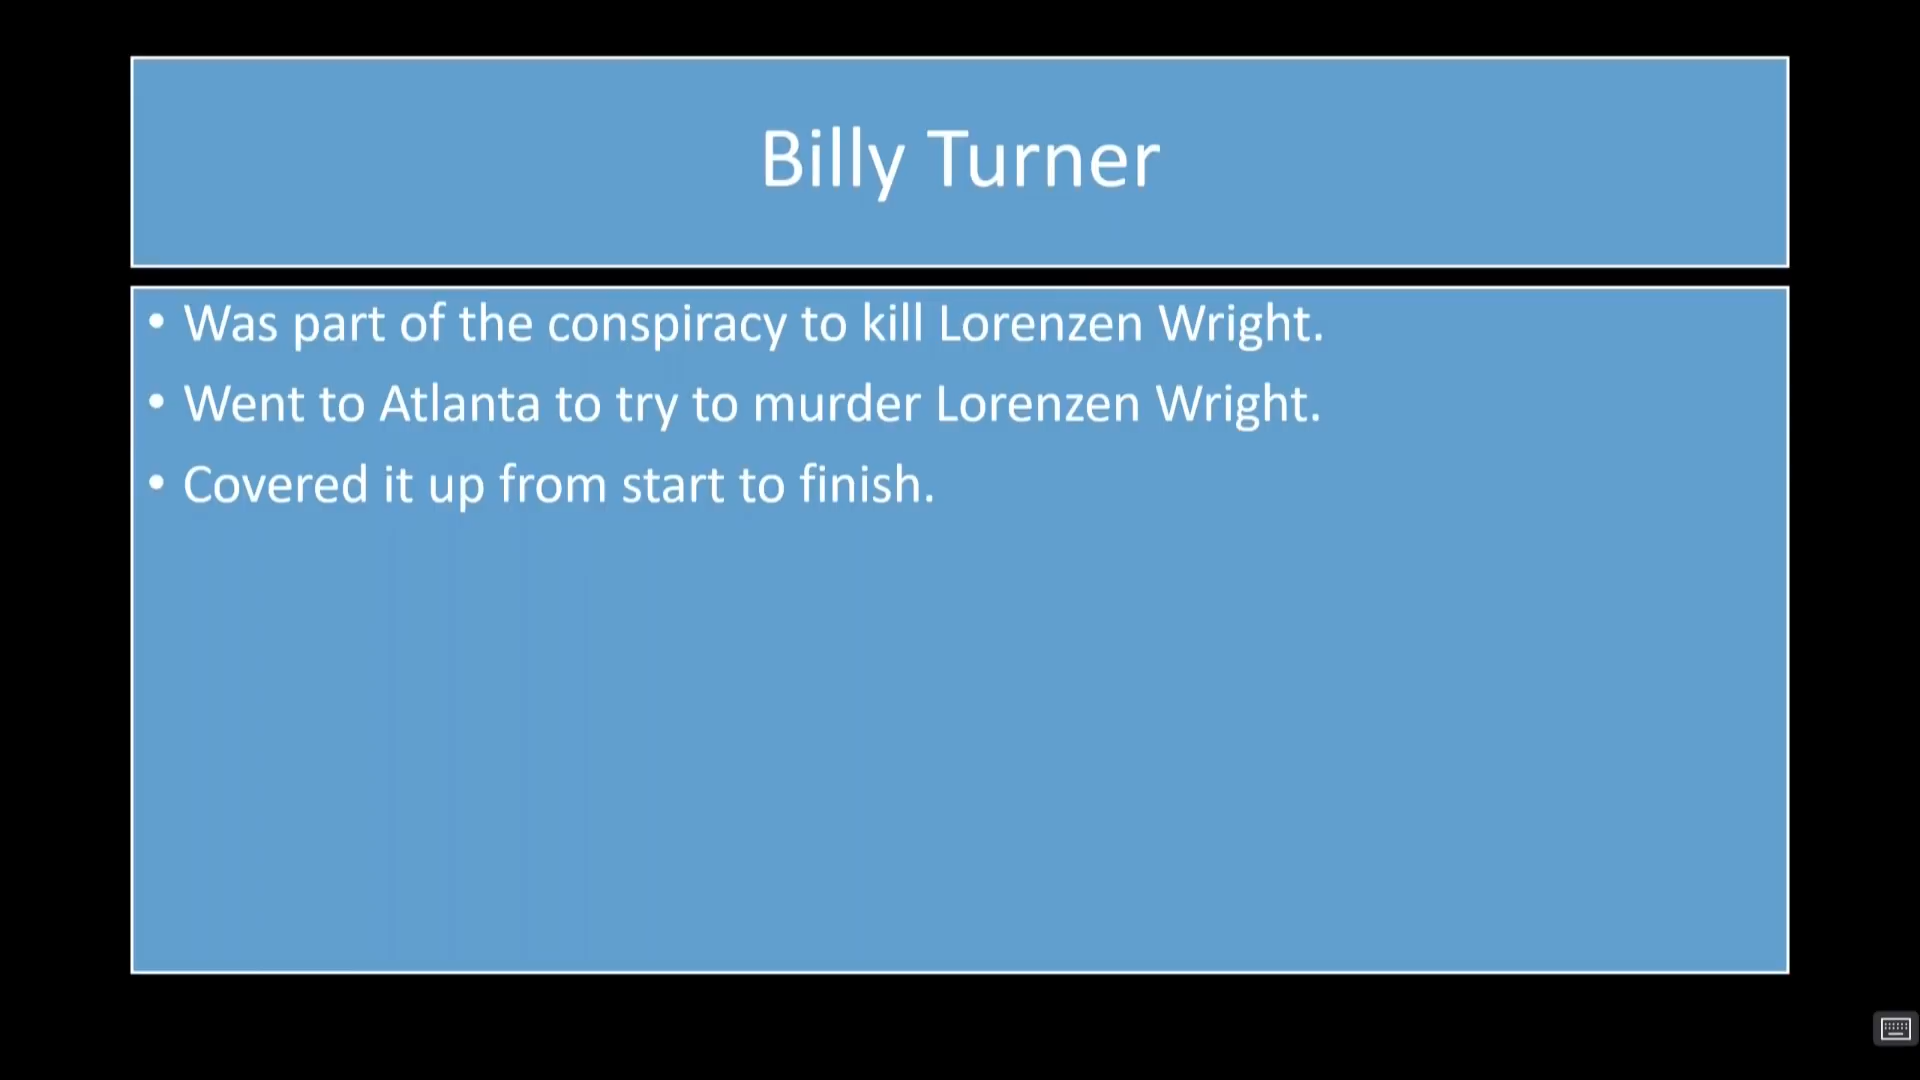 Billy Turner
• Was part of the conspiracy to kill Lorenzen Wright.
• Went to Atlanta to try to murder Lorenzen Wright.
• Covered it up from start to finish.